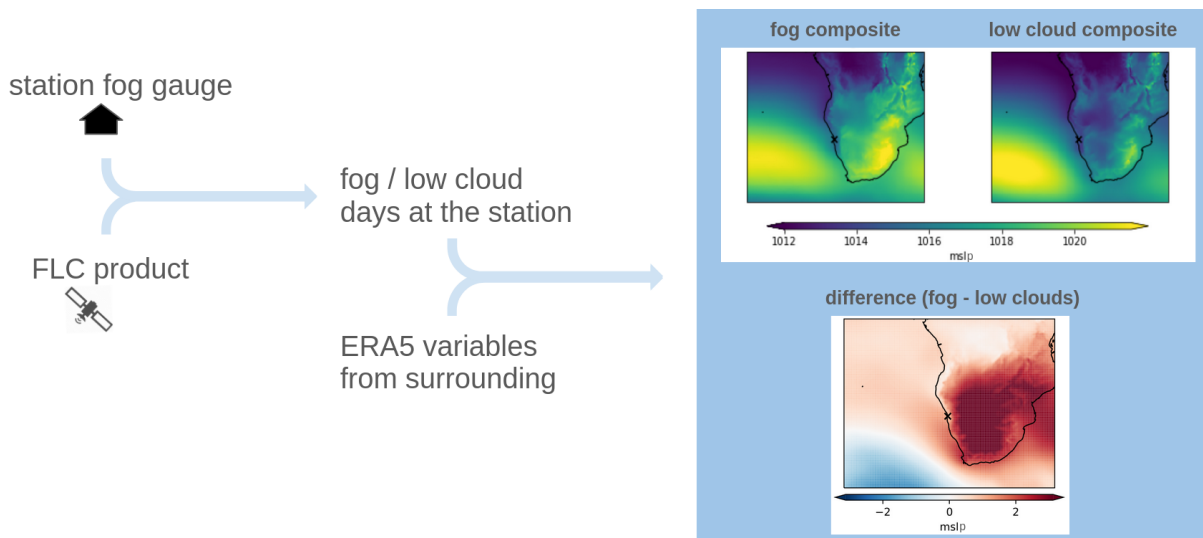 station fog gauge
FLC product
fog / low cloud
days at the station
ERA5 variables
from surrounding
fog composite
low cloud composite
1012 1014 1016 1018 1020
mslp
difference (fog - low clouds)
−2 0 2
mslp